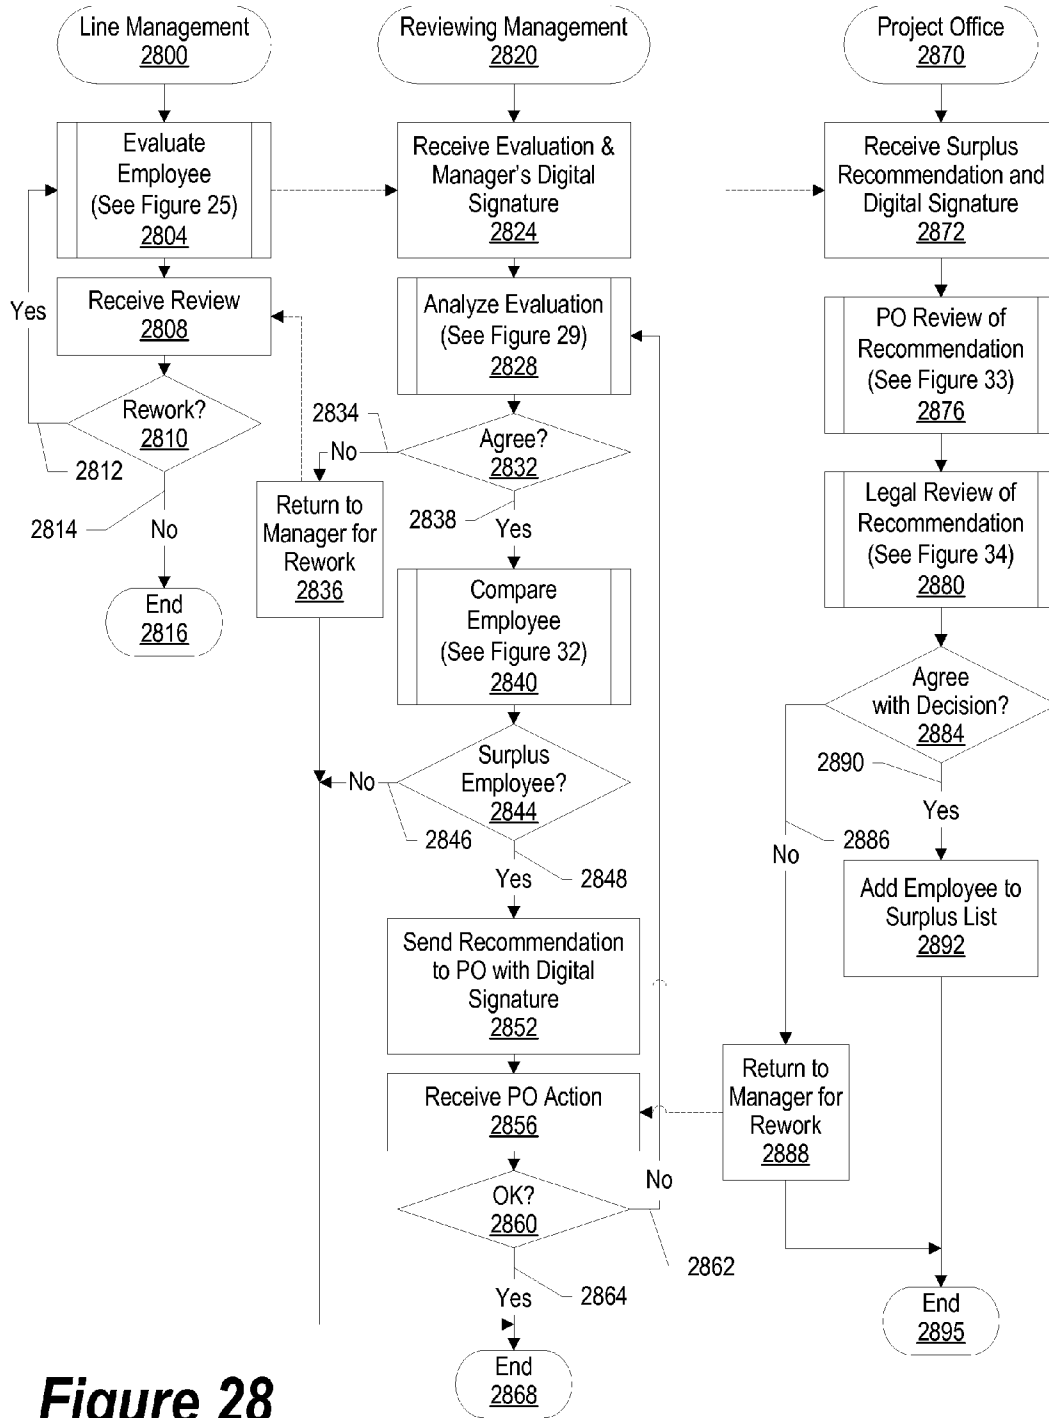 Line Management
2800
Evaluate
Employee
(See Figure 25)
2804
Receive Review
2808
Yes
Rework?
2810
2812
2814
No
End
2816
Reviewing Management
2820
Receive Evaluation &
Manager's Digital
Signature
2824
Analyze Evaluation
(See Figure 29)
2828
2834
No
Agree?
2832
2838
Yes
Return to
Manager for
Rework
2836
Compare
Employee
(See Figure 32)
2840
Surplus
Employee?
2844
No
2846
Yes
2848
Send Recommendation
to PO with Digital
Signature
2852
Receive PO Action
2856
OK?
2860
No
2862
2864
Yes
End
2868
Project Office
2870
Receive Surplus
Recommendation and
Digital Signature
2872
PO Review of
Recommendation
(See Figure 33)
2876
Legal Review of
Recommendation
(See Figure 34)
2880
Agree
with Decision?
2884
2890
Yes
2886
No
Add Employee to
Surplus List
2892
Return to
Manager for
Rework
2888
End
2895
Figure 28